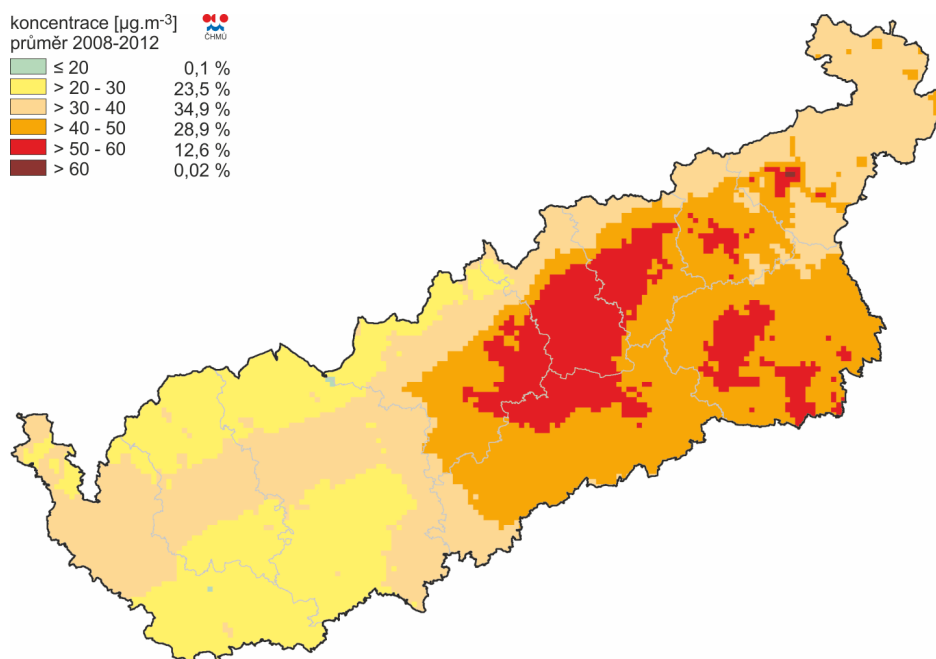 koncentrace [µg.m⁻³]
průměr 2008-2012
ČHMÚ
≤ 20 0,1 %
> 20 - 30 23,5 %
> 30 - 40 34,9 %
> 40 - 50 28,9 %
> 50 - 60 12,6 %
> 60 0,02 %